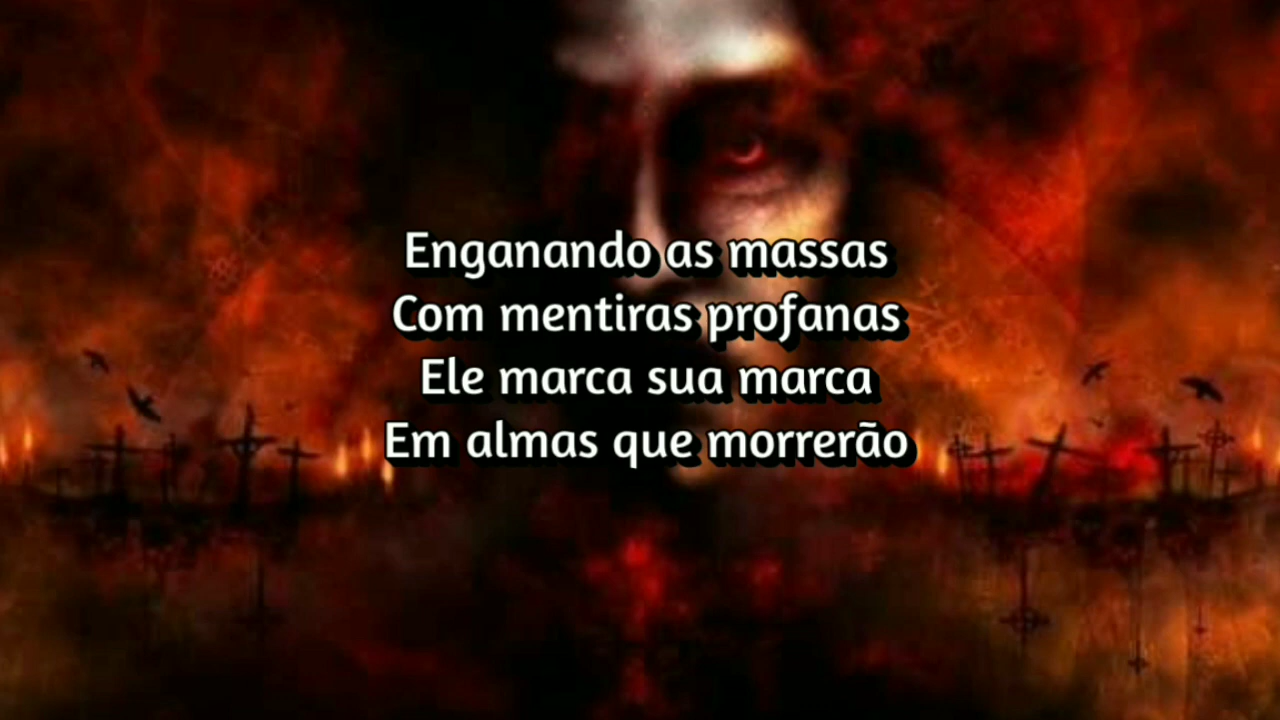 Enganando as massas
Com mentiras profanas
Ele marca sua marca
Em almas que morrerão